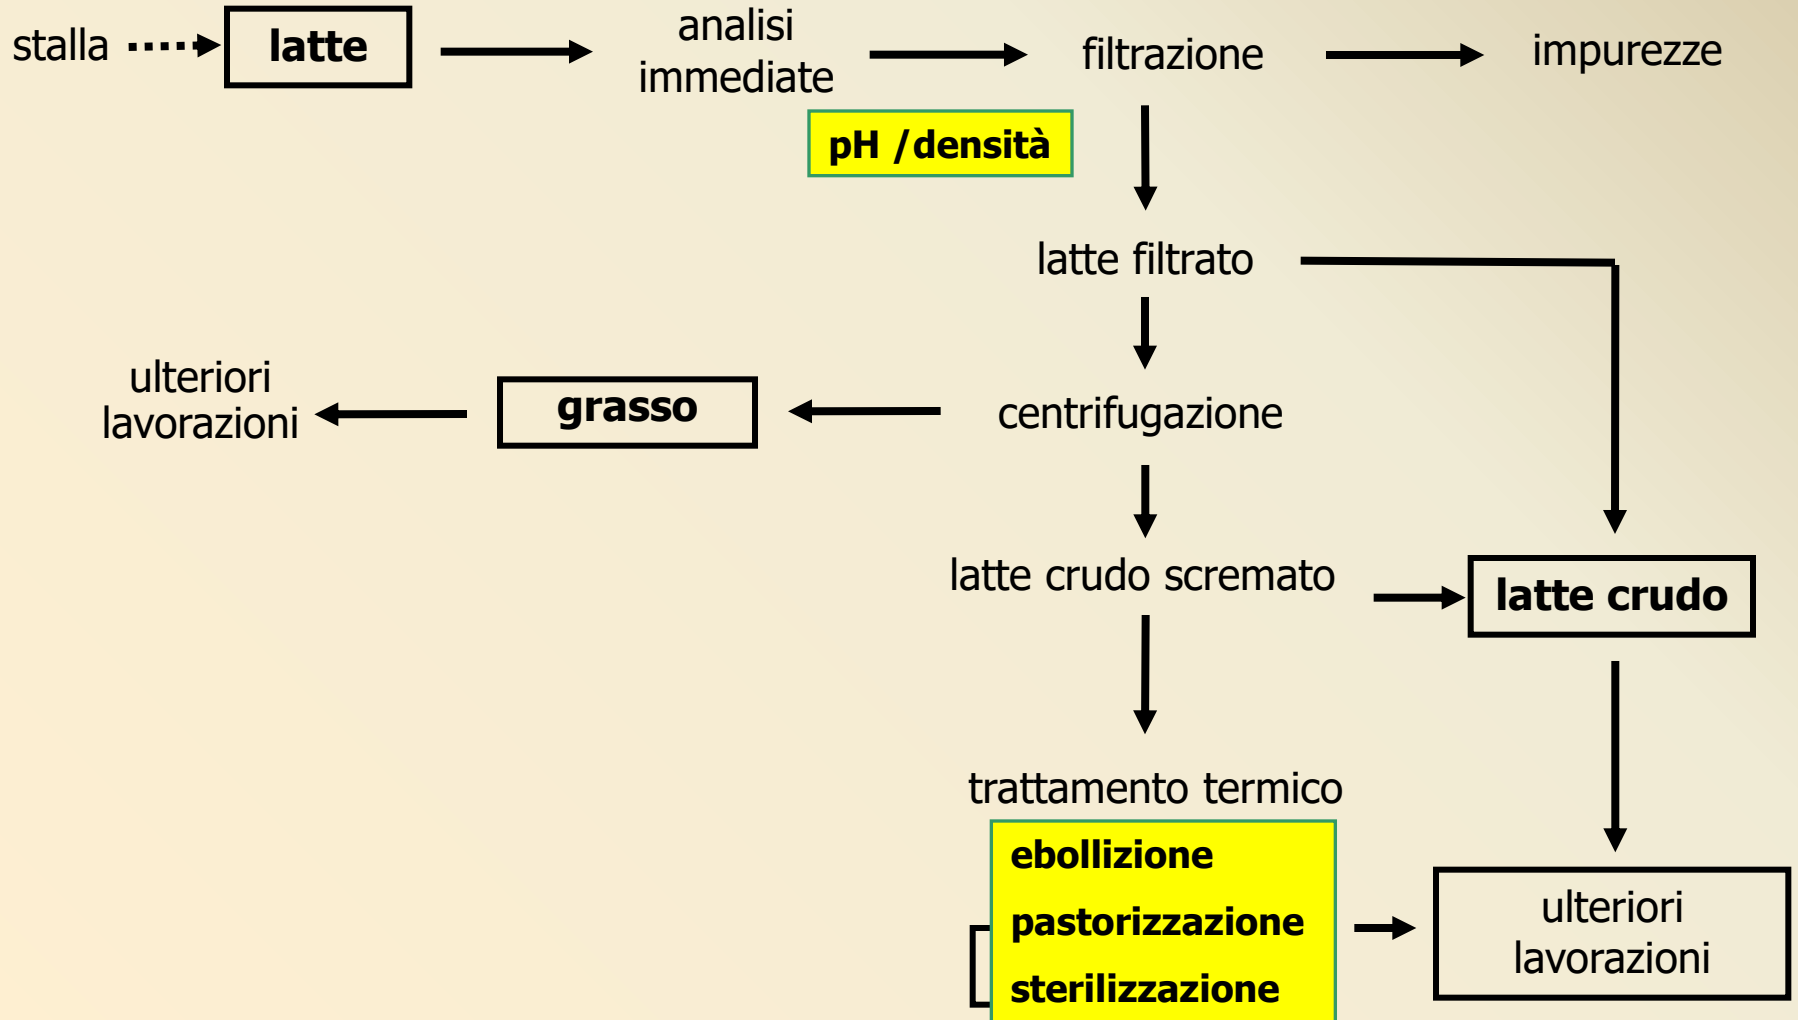 stalla
latte
analisi
immediate
filtrazione
impurezze
pH /densità
latte filtrato
ulteriori
lavorazioni
grasso
centrifugazione
latte crudo scremato
latte crudo
trattamento termico
ebollizione
pastorizzazione
sterilizzazione
ulteriori
lavorazioni